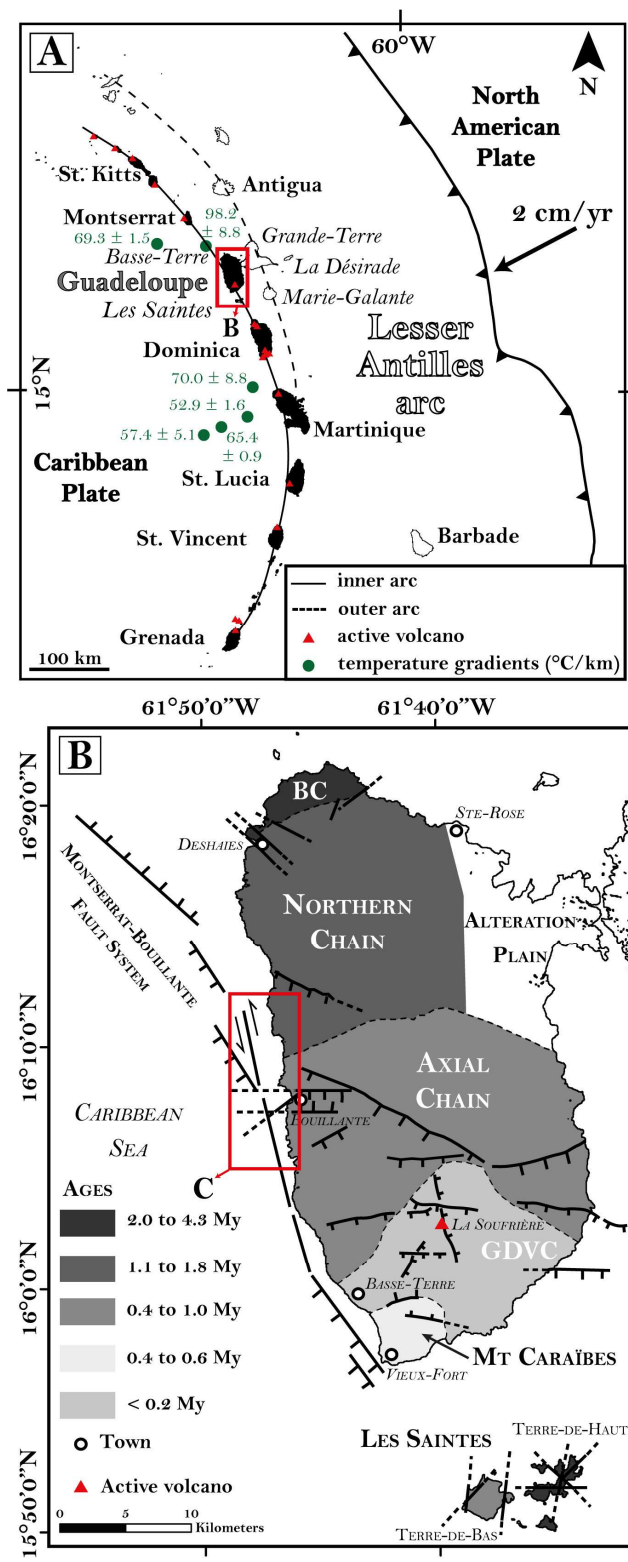 A
60°W
N
North
American
Plate
2 cm/yr
St. Kitts
Antigua
Montserrat
98.2
± 8.8
69.3 ± 1.5
Grande-Terre
Basse-Terre
La Désirade
Guadeloupe
Marie-Galante
Les Saintes
B
Lesser
Antilles
arc
Dominica
15°N
70.0 ± 8.8
52.9 ± 1.6
Martinique
57.4 ± 5.1
65.4
± 0.9
Caribbean
Plate
St. Lucia
St. Vincent
Barbade
Grenada
100 km
inner arc
outer arc
active volcano
temperature gradients (°C/km)
61°50'0"W
61°40'0"W
B
16°20'0"N
BC
STE-ROSE
DESHAIES
NORTHERN
CHAIN
MONTSERRAT-BOUILLANTE
FAULT SYSTEM
ALTERATION
PLAIN
16°10'0"N
AXIAL
CHAIN
CARIBBEAN
SEA
BOUILLANTE
C
AGES
2.0 to 4.3 My
1.1 to 1.8 My
0.4 to 1.0 My
0.4 to 0.6 My
< 0.2 My
LA SOUFRIÈRE
GDVC
BASSE-TERRE
16°0'0"N
MT CARAÏBES
VIEUX-FORT
Town
Active volcano
LES SAINTES
TERRE-DE-HAUT
TERRE-DE-BAS
15°50'0"N
0 5 10
Kilometers